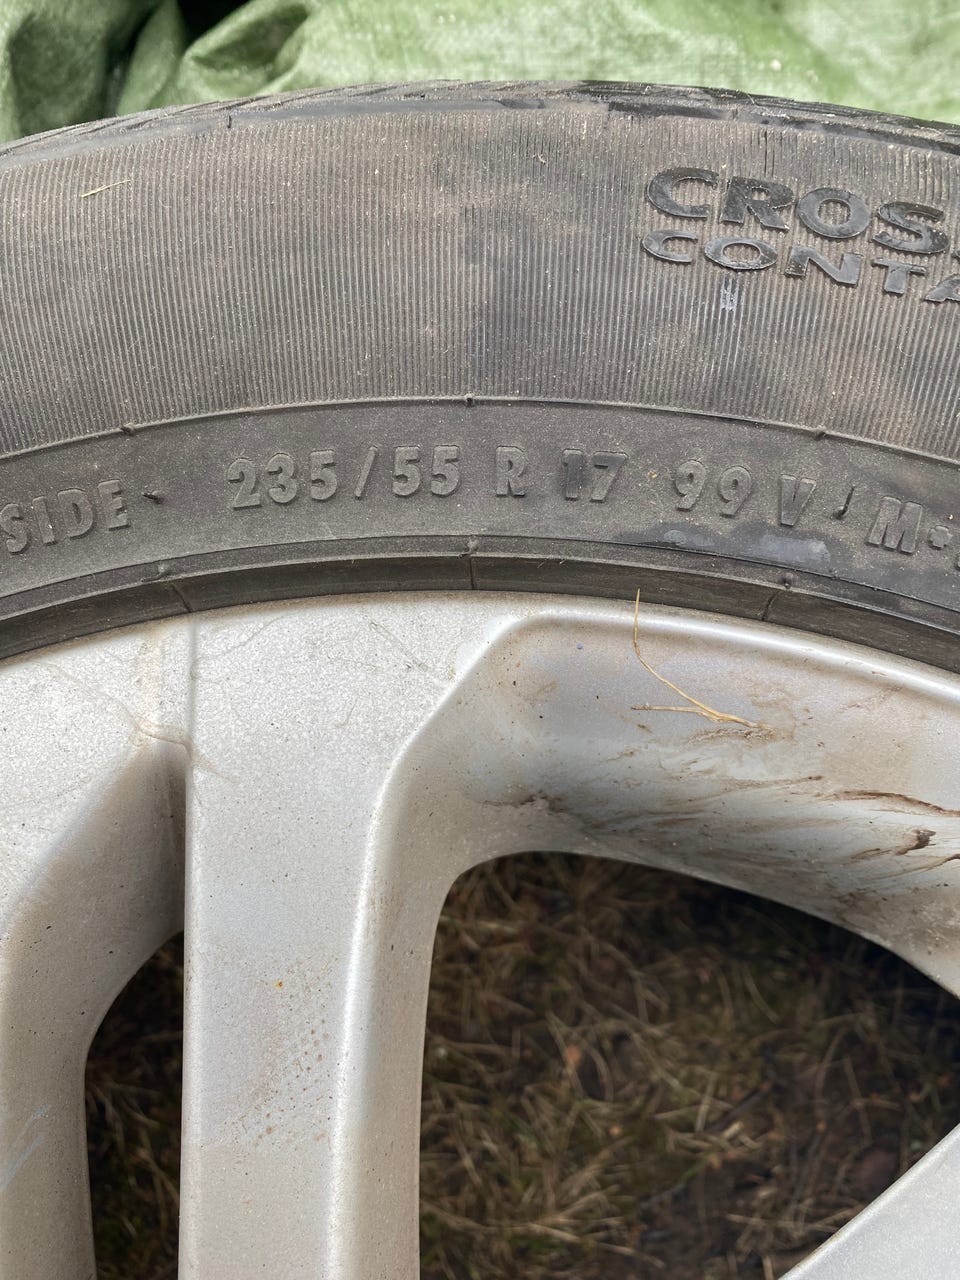 CROS
CONTA
SIDE 235/55 R 17 99 V M+